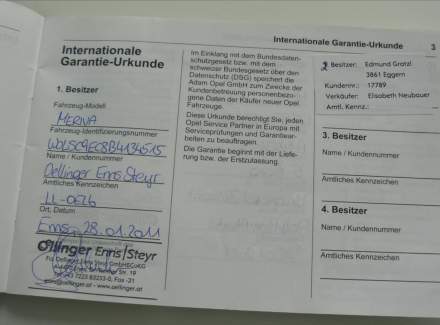 Internationale Garantie-Urkunde 3
Internationale
Garantie-Urkunde
1. Besitzer
Fahrzeug-Modell
MERIVA
Fahrzeug-Identifizierungsnummer
Name / Kundennummer
Oellinger Enns Steyr
Amtliches Kennzeichen
Ort, Datum
Enns, 28.01.2011
Öllinger Enns|Steyr
oellinger.at - www.oellinger.at
Im Einklang mit dem Bundesdaten-
schutzgesetz bzw. mit dem
schweizer Bundesgesetz über den
Datenschutz (DSG) speichert die
Adam Opel GmbH zum Zwecke der
Kundenbetreuung personenbezo-
gene Daten der Käufer neuer Opel
Fahrzeuge.
Diese Urkunde berechtigt Sie, jeden
Opel Service Partner in Europa mit
Serviceprüfungen und Garantiear-
beiten zu beauftragen.
Die Garantie beginnt mit der Liefe-
rung bzw. der Erstzulassung.
2 Besitzer: Edmund Gratzl
3861 Eggern
Kundennr.: 17789
Verkäufer: Elisabeth Neubauer
Amtl. Kennz.:
3. Besitzer
Name / Kundennummer
Amtliches Kennzeichen
4. Besitzer
Name / Kundennummer
Amtliches Kennzeichen